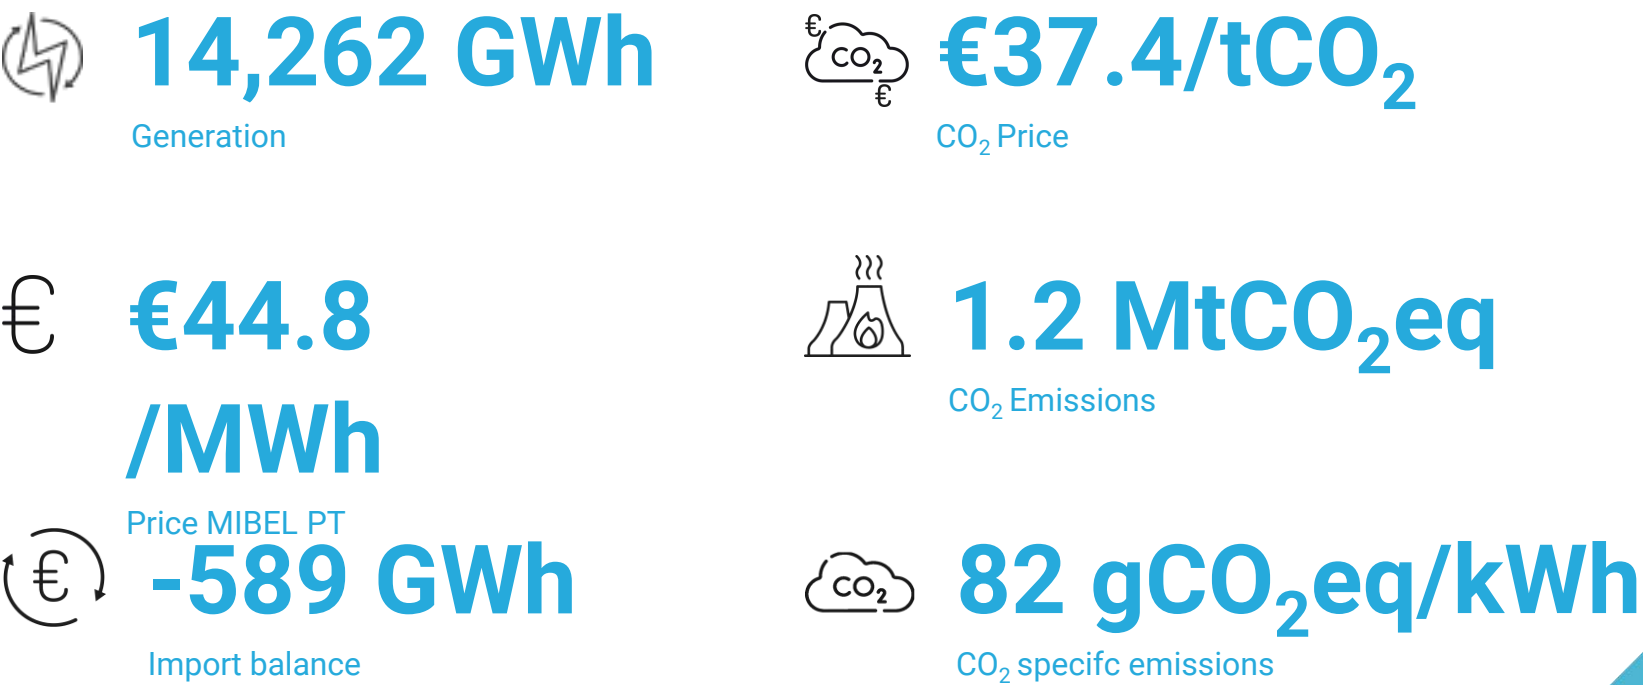 14,262 GWh
Generation
€
CO2
€
€37.4/tCO2
CO2 Price
€
€44.8
/MWh
Price MIBEL PT
1.2 MtCO2eq
CO2 Emissions
€
-589 GWh
Import balance
CO2
82 gCO2eq/kWh
CO2 specifc emissions